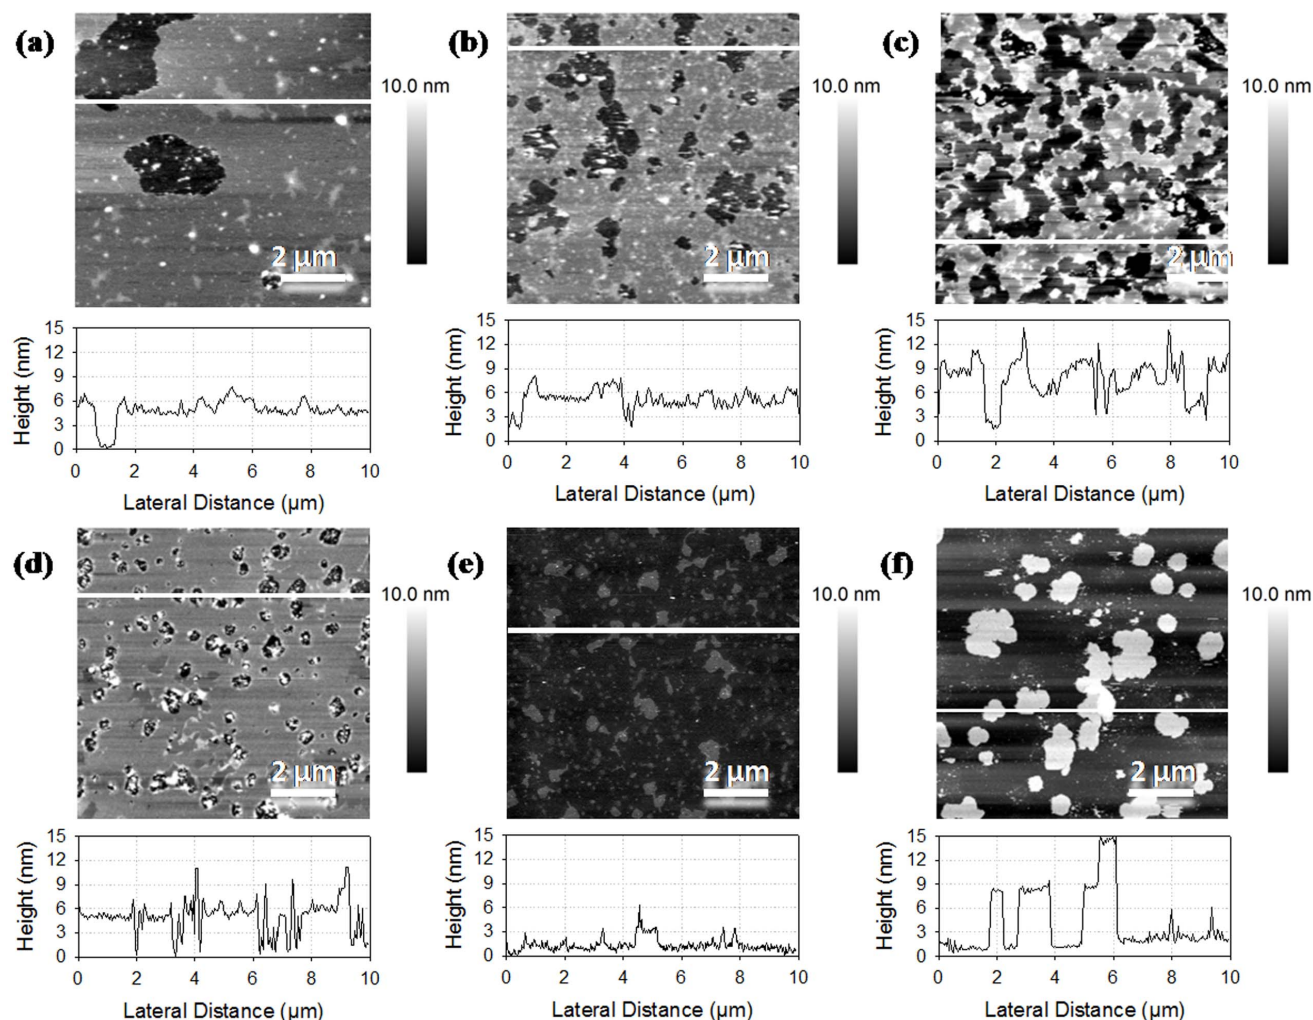 (a)
10.0 nm
2 μm
15
12
9
6
3
0
Height (nm)
0 2 4 6 8 10
Lateral Distance (μm)
(b)
10.0 nm
2 μm
15
12
9
6
3
0
Height (nm)
0 2 4 6 8 10
Lateral Distance (μm)
(c)
10.0 nm
2 μm
15
12
9
6
3
0
Height (nm)
0 2 4 6 8 10
Lateral Distance (μm)
(d)
10.0 nm
2 μm
15
12
9
6
3
0
Height (nm)
0 2 4 6 8 10
Lateral Distance (μm)
(e)
10.0 nm
2 μm
15
12
9
6
3
0
Height (nm)
0 2 4 6 8 10
Lateral Distance (μm)
(f)
10.0 nm
2 μm
15
12
9
6
3
0
Height (nm)
0 2 4 6 8 10
Lateral Distance (μm)